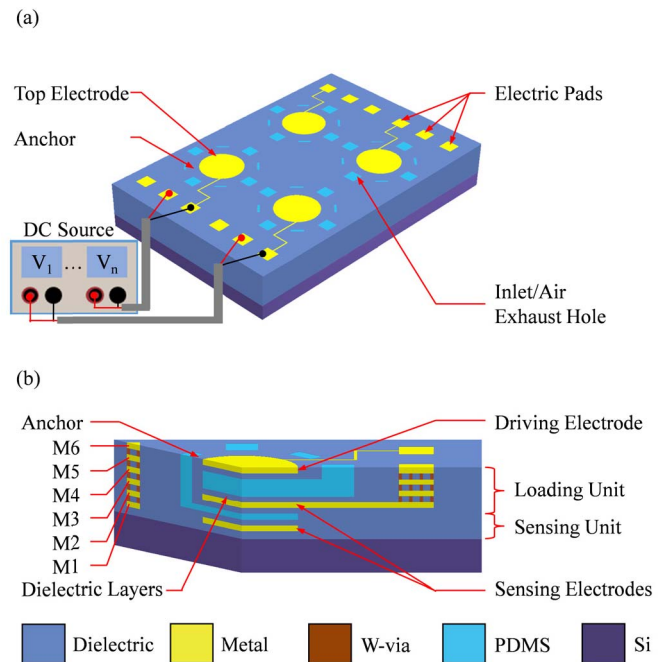 (a)
Top Electrode
Electric Pads
Anchor
DC Source
V1 ... Vn
Inlet/Air
Exhaust Hole
(b)
Anchor
Driving Electrode
M6
M5
M4
Loading Unit
M3
M2
Sensing Unit
M1
Dielectric Layers
Sensing Electrodes
Dielectric Metal W-via PDMS Si